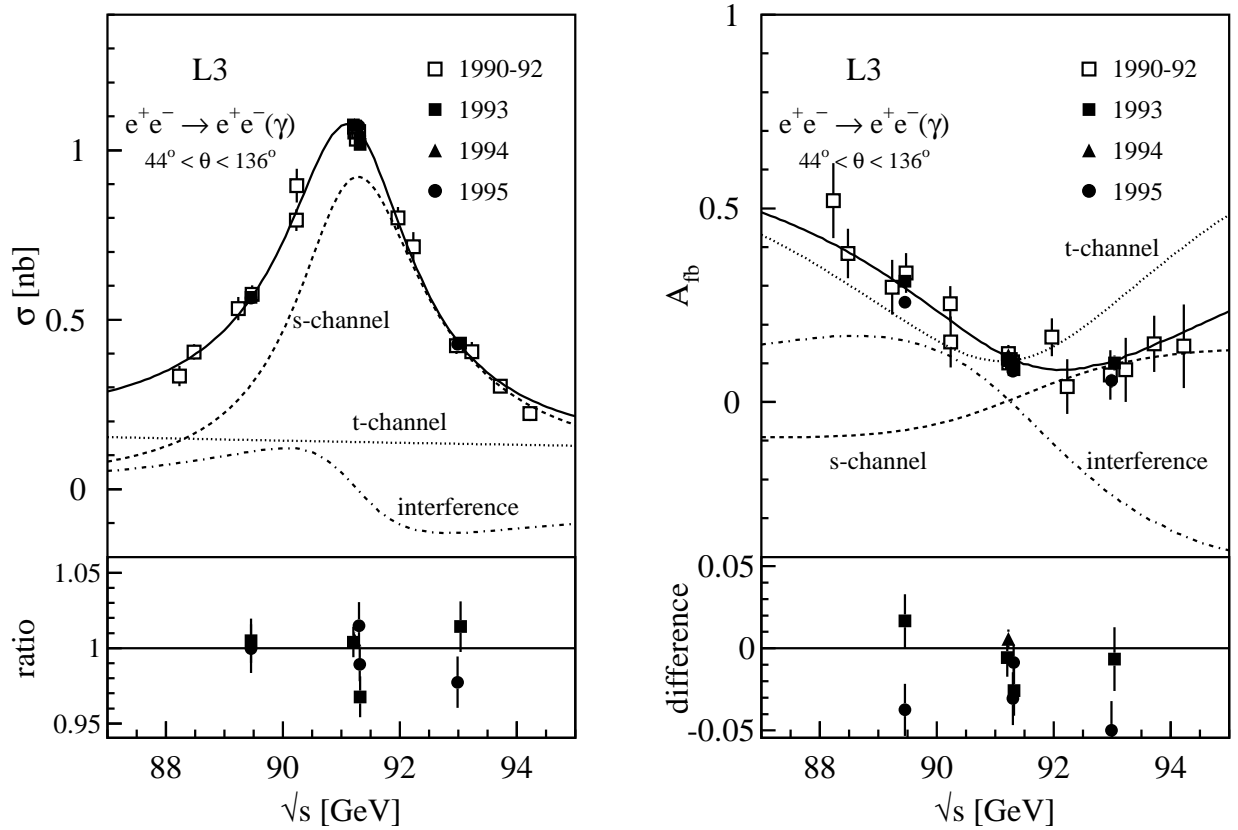 L3
e⁺e⁻ → e⁺e⁻(γ)
44° < θ < 136°
1990-92
1993
1994
1995
1
0.5
0
σ [nb]
s-channel
t-channel
interference
1.05
1
0.95
ratio
88 90 92 94
√s [GeV]
1
0.5
0
A_fb
L3
e⁺e⁻ → e⁺e⁻(γ)
44° < θ < 136°
1990-92
1993
1994
1995
t-channel
s-channel
interference
0.05
0
-0.05
difference
88 90 92 94
√s [GeV]